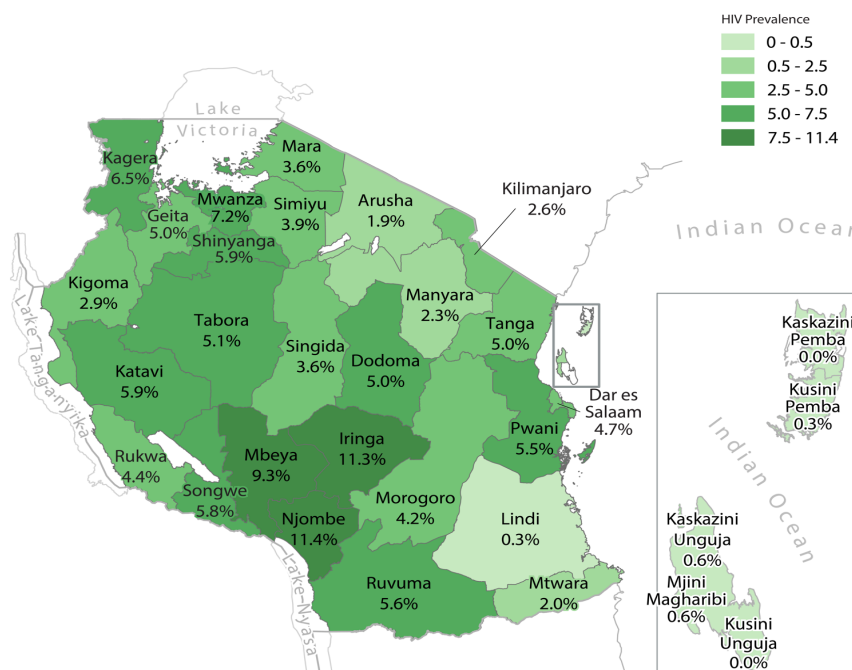 HIV Prevalence
0 - 0.5
0.5 - 2.5
2.5 - 5.0
5.0 - 7.5
7.5 - 11.4
Lake
Victoria
Kagera
6.5%
Mara
3.6%
Mwanza
7.2%
Simiyu
3.9%
Arusha
1.9%
Kilimanjaro
2.6%
Geita
5.0%
Shinyanga
5.9%
Indian Ocean
Kigoma
2.9%
Manyara
2.3%
Tabora
5.1%
Singida
3.6%
Dodoma
5.0%
Tanga
5.0%
Lake Tanganyika
Katavi
5.9%
Dar es
Salaam
4.7%
Pwani
5.5%
Rukwa
4.4%
Mbeya
9.3%
Iringa
11.3%
Songwe
5.8%
Njombe
11.4%
Morogoro
4.2%
Lindi
0.3%
Lake Nyasa
Ruvuma
5.6%
Mtwara
2.0%
Kaskazini
Pemba
0.0%
Kusini
Pemba
0.3%
Indian Ocean
Kaskazini
Unguja
0.6%
Mjini
Magharibi
0.6%
Kusini
Unguja
0.0%